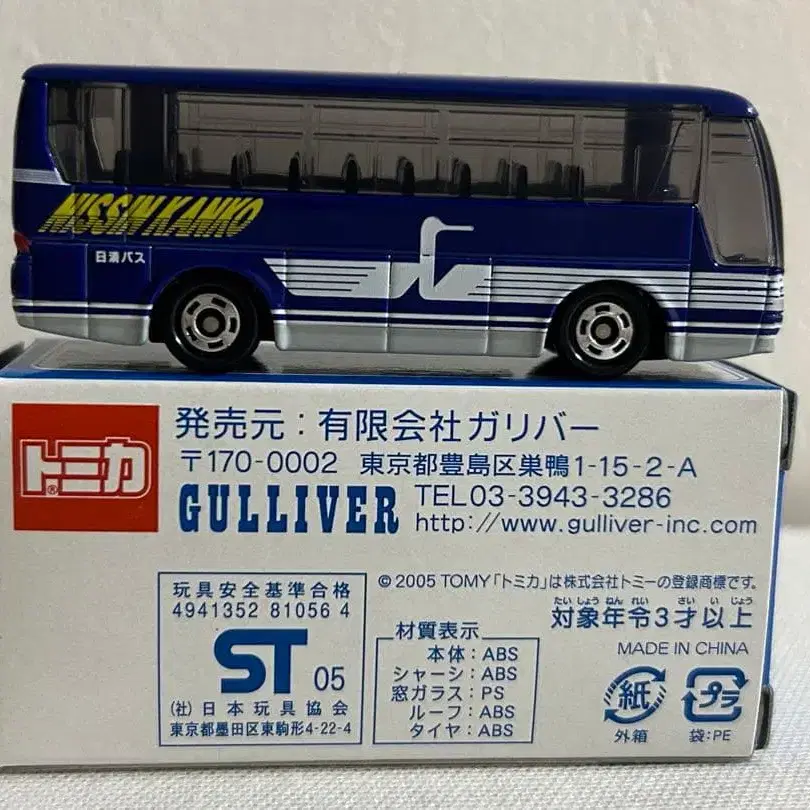 NISSIN KANKO
日湊バス
トミカ®
発売元：有限会社ガリバー
〒170-0002 東京都豊島区巣鴨1-15-2-A
GULLIVER TEL03-3943-3286
http://www.gulliver-inc.com
© 2005 TOMY「トミカ」は株式会社トミーの登録商標です。
玩具安全基準合格
4941352 81056 4
ST 05
(社)日本玩具協会
東京都墨田区東駒形4-22-4
材質表示
本体：ABS
シャーシ：ABS
窓ガラス：PS
ルーフ：ABS
タイヤ：ABS
たいしょうねんれい さいいじょう
対象年令3才以上
MADE IN CHINA
紙
外箱
プラ
袋:PE